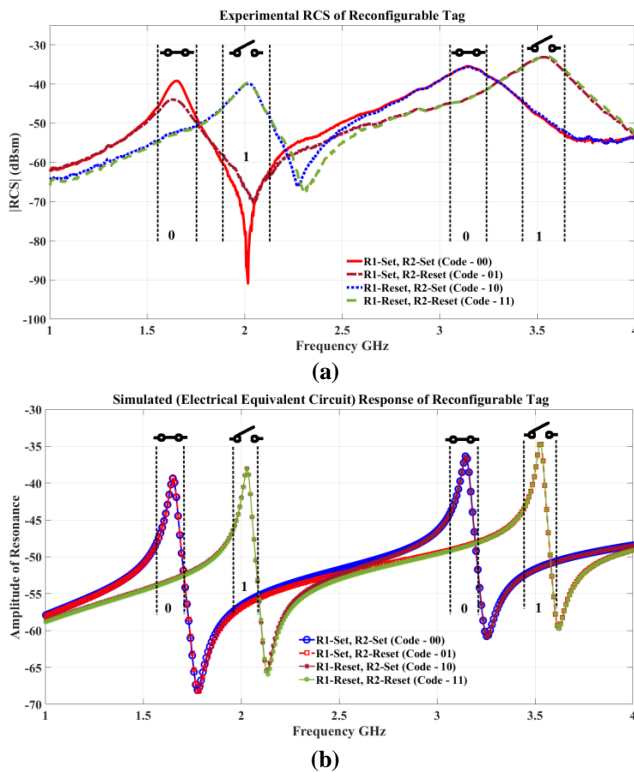 Experimental RCS of Reconfigurable Tag
-30
-40
-50
-60
-70
-80
-90
-100
|RCS| (dBsm)
1
0
0
1
R1-Set, R2-Set (Code - 00)
R1-Set, R2-Reset (Code - 01)
R1-Reset, R2-Set (Code - 10)
R1-Reset, R2-Reset (Code - 11)
1 1.5 2 2.5 3 3.5 4
Frequency GHz
(a)
Simulated (Electrical Equivalent Circuit) Response of Reconfigurable Tag
-30
-35
-40
-45
-50
-55
-60
-65
-70
Amplitude of Resonance
0
1
0
1
R1-Set, R2-Set (Code - 00)
R1-Set, R2-Reset (Code - 01)
R1-Reset, R2-Set (Code - 10)
R1-Reset, R2-Reset (Code - 11)
1 1.5 2 2.5 3 3.5 4
Frequency GHz
(b)